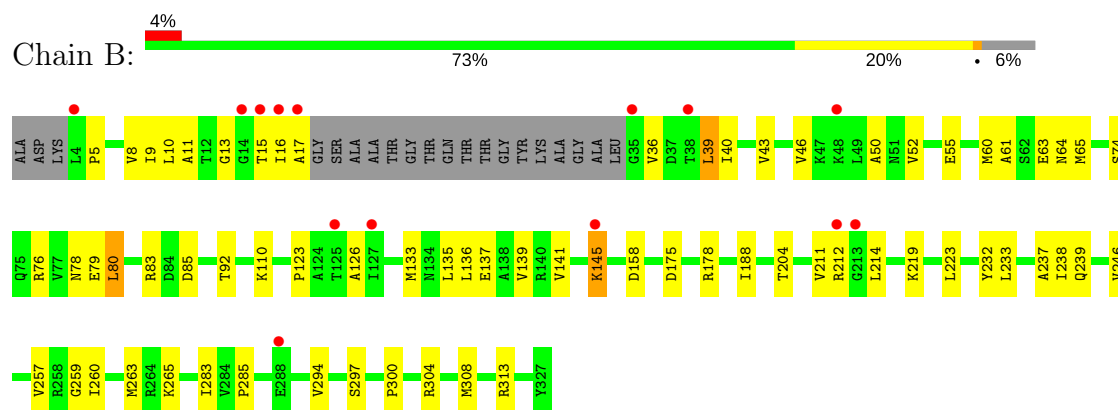 4%
Chain B:
73% 20% • 6%
ALA ASP LYS L4 P5 V8 I9 L10 A11 T12 G13 G14 T15 I16 A17 GLY SER ALA ALA ALA THR GLY THR GLN THR THR GLY TYR LYS ALA GLY ALA LEU G35 V36 D37 T38 L39 I40 V43 V46 K47 K48 L49 A50 N51 V52 E55 M60 A61 S62 E63 N64 M65 S74
Q75 R76 V77 N78 E79 L80 R83 D84 D85 T92 K110 P123 A124 T125 A126 I127 M133 N134 L135 L136 E137 A138 V139 R140 V141 K145 D158 D175 R178 I188 T204 V211 R212 G213 L214 K219 L223 Y232 L233 A237 I238 Q239
V257 R258 G259 I260 M263 R264 K265 I283 V284 P285 E288 V294 S297 P300 R304 M308 R313 Y327